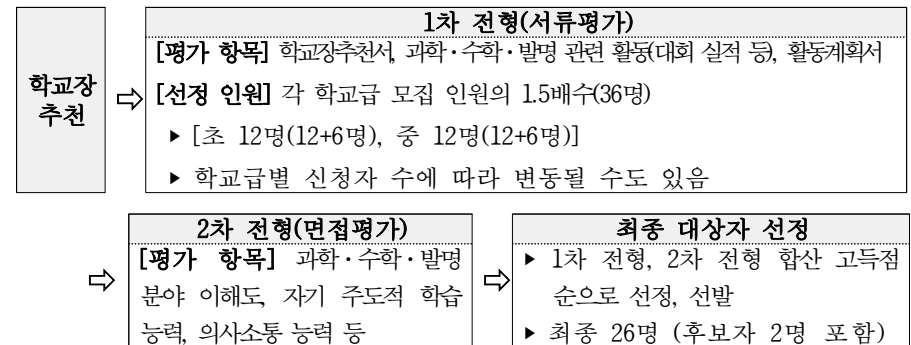 학교장
추천
⇨
1차 전형(서류평가)
[평가 항목] 학교장추천서, 과학·수학·발명 관련 활동(대회 실적 등), 활동계획서
[선정 인원] 각 학교급 모집 인원의 1.5배수(36명)
▶ [초 12명(12+6명), 중 12명(12+6명)]
▶ 학교급별 신청자 수에 따라 변동될 수도 있음
⇨
2차 전형(면접평가)
[평가 항목] 과학·수학·발명
분야 이해도, 자기 주도적 학습
능력, 의사소통 능력 등
⇨
최종 대상자 선정
▶ 1차 전형, 2차 전형 합산 고득점
순으로 선정, 선발
▶ 최종 26명 (후보자 2명 포함)